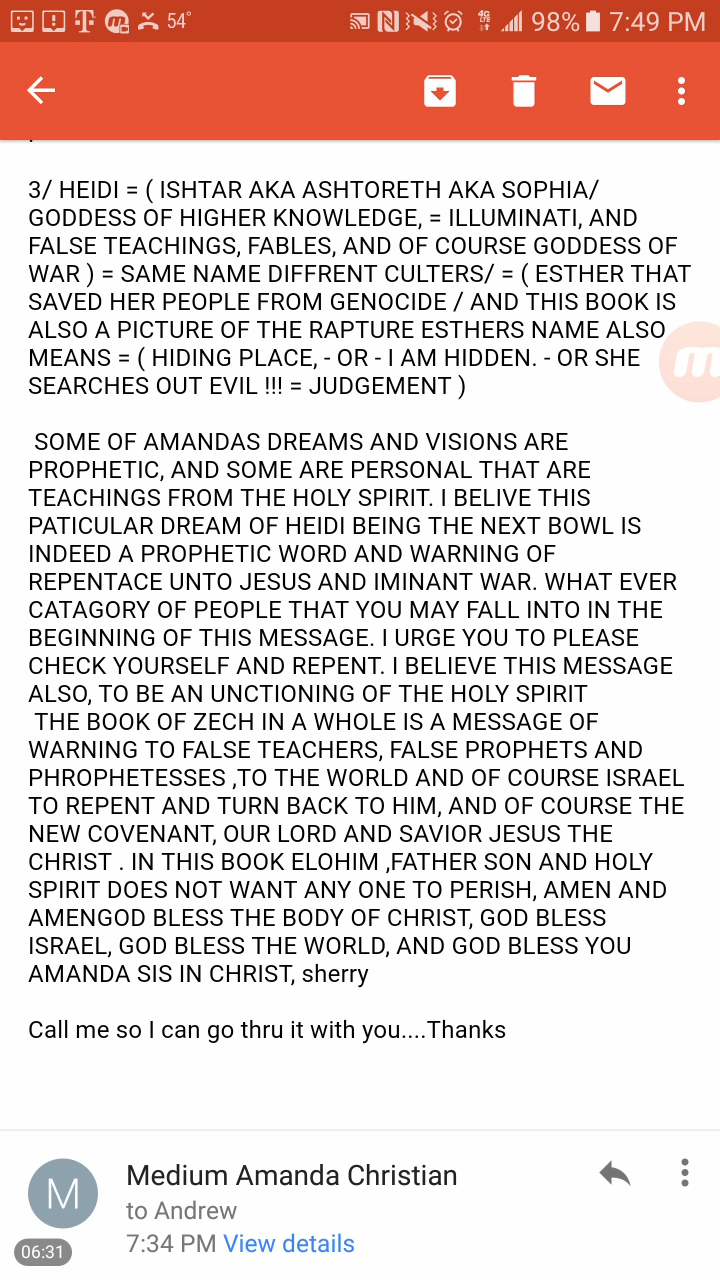 54°
4G LTE
98%
7:49 PM
3/ HEIDI = ( ISHTAR AKA ASHTORETH AKA SOPHIA/
GODDESS OF HIGHER KNOWLEDGE, = ILLUMINATI, AND
FALSE TEACHINGS, FABLES, AND OF COURSE GODDESS OF
WAR ) = SAME NAME DIFFRENT CULTERS/ = ( ESTHER THAT
SAVED HER PEOPLE FROM GENOCIDE / AND THIS BOOK IS
ALSO A PICTURE OF THE RAPTURE ESTHERS NAME ALSO
MEANS = ( HIDING PLACE, - OR - I AM HIDDEN. - OR SHE
SEARCHES OUT EVIL !!! = JUDGEMENT )
SOME OF AMANDAS DREAMS AND VISIONS ARE
PROPHETIC, AND SOME ARE PERSONAL THAT ARE
TEACHINGS FROM THE HOLY SPIRIT. I BELIVE THIS
PATICULAR DREAM OF HEIDI BEING THE NEXT BOWL IS
INDEED A PROPHETIC WORD AND WARNING OF
REPENTACE UNTO JESUS AND IMINANT WAR. WHAT EVER
CATAGORY OF PEOPLE THAT YOU MAY FALL INTO IN THE
BEGINNING OF THIS MESSAGE. I URGE YOU TO PLEASE
CHECK YOURSELF AND REPENT. I BELIEVE THIS MESSAGE
ALSO, TO BE AN UNCTIONING OF THE HOLY SPIRIT
THE BOOK OF ZECH IN A WHOLE IS A MESSAGE OF
WARNING TO FALSE TEACHERS, FALSE PROPHETS AND
PHROPHETESSES ,TO THE WORLD AND OF COURSE ISRAEL
TO REPENT AND TURN BACK TO HIM, AND OF COURSE THE
NEW COVENANT, OUR LORD AND SAVIOR JESUS THE
CHRIST . IN THIS BOOK ELOHIM ,FATHER SON AND HOLY
SPIRIT DOES NOT WANT ANY ONE TO PERISH, AMEN AND
AMENGOD BLESS THE BODY OF CHRIST, GOD BLESS
ISRAEL, GOD BLESS THE WORLD, AND GOD BLESS YOU
AMANDA SIS IN CHRIST, sherry
Call me so I can go thru it with you....Thanks
M
Medium Amanda Christian
to Andrew
7:34 PM View details
06:31